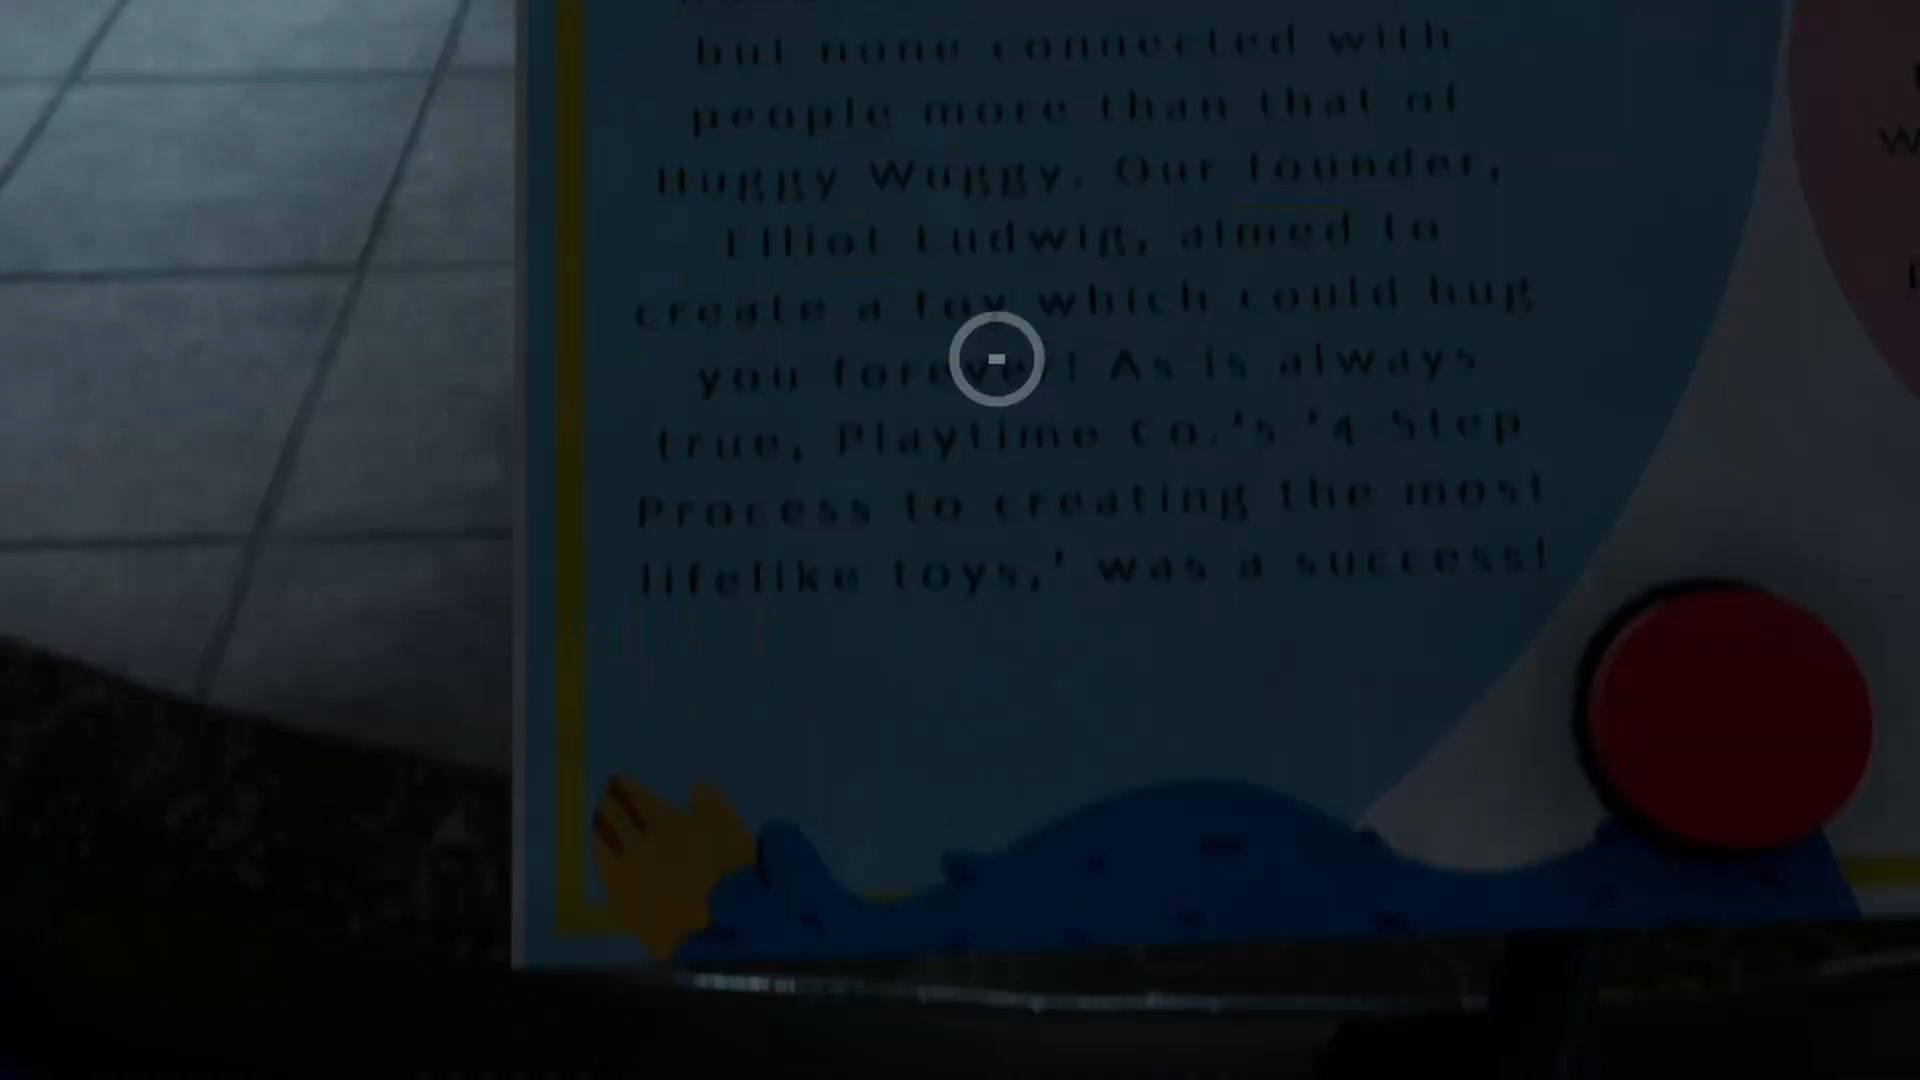 but none connected with
people more than that of
Huggy Wuggy. Our founder,
Elliot Ludwig, aimed to
create a toy which could hug
you forever! As is always
true, Playtime Co.'s '4-Step
Process to creating the most
lifelike toys,' was a success!